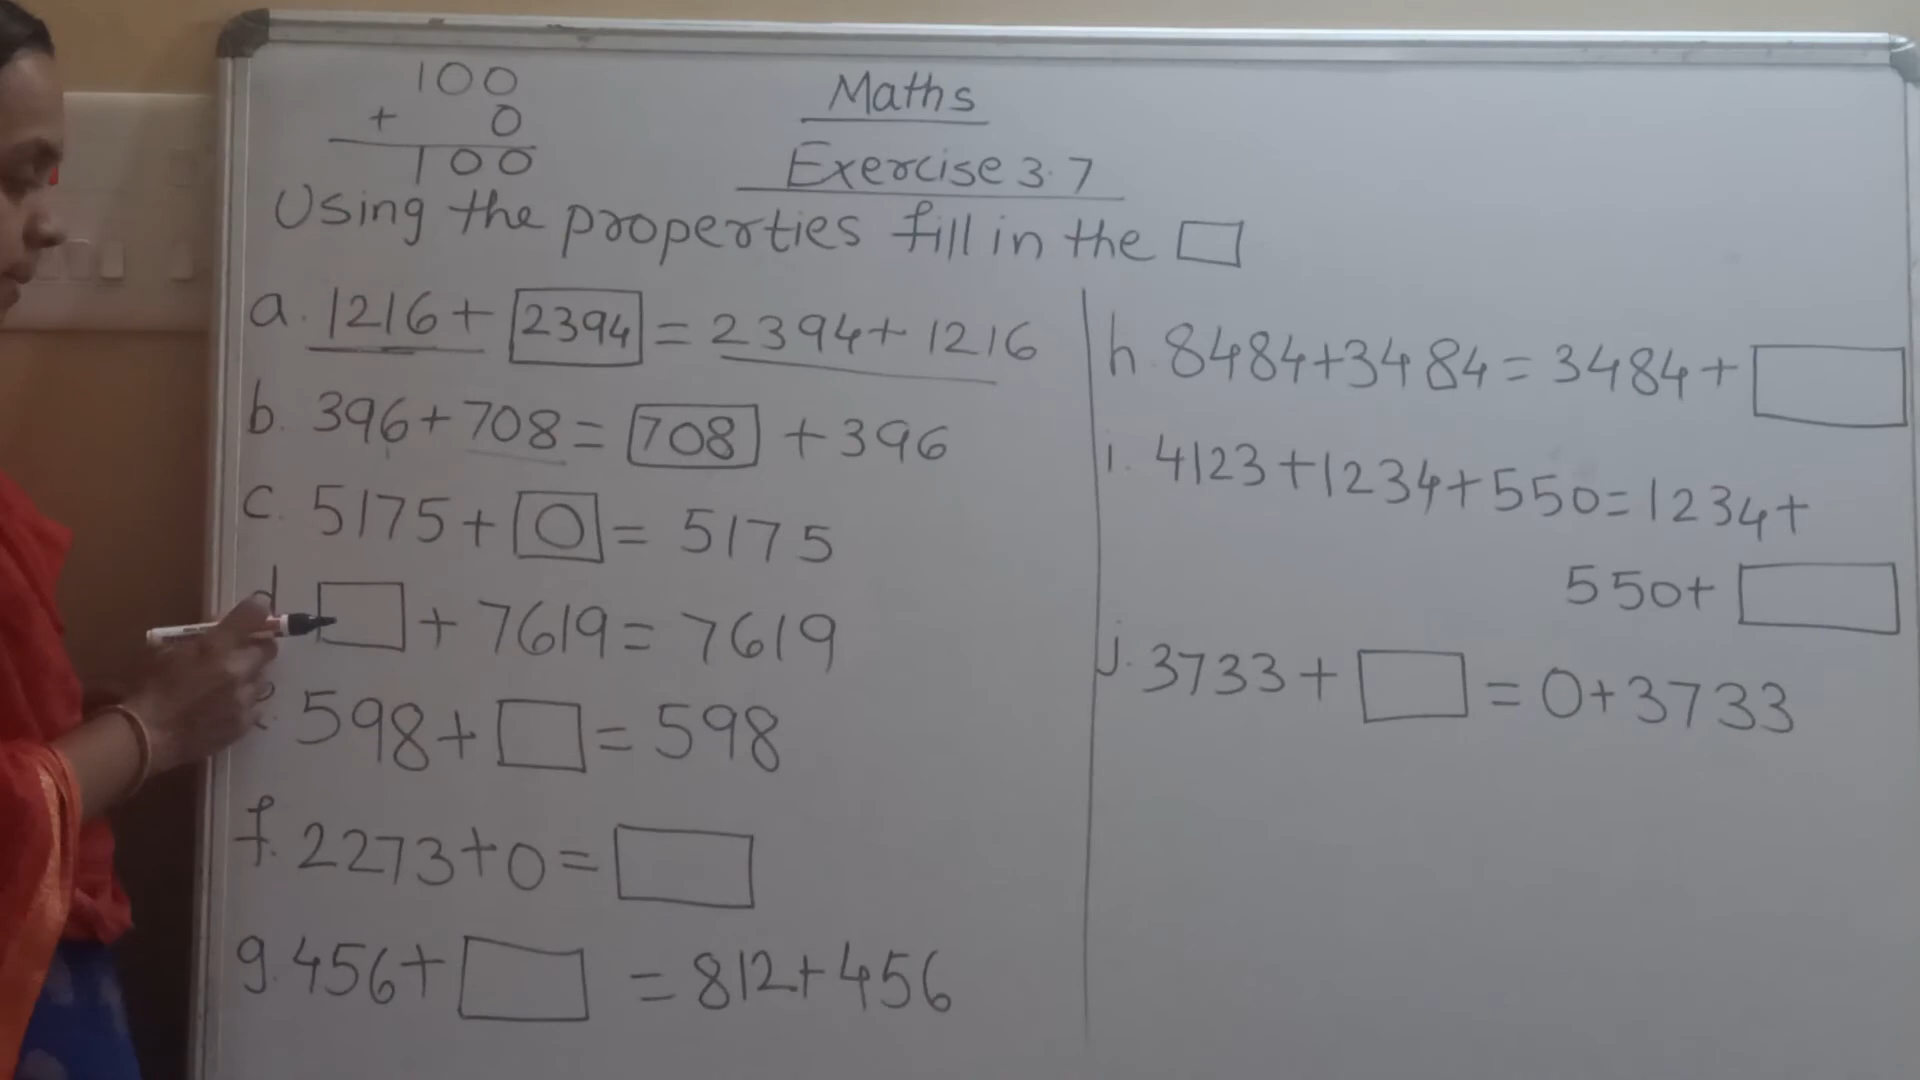 100
+ 0
100
Maths
Exercise 3.7
Using the properties fill in the □
a. 1216 + 2394 = 2394 + 1216
b. 396 + 708 = 708 + 396
c. 5175 + 0 = 5175
d □ + 7619 = 7619
e. 598 + □ = 598
f. 2273 + 0 = □
g. 456 + □ = 812 + 456
h. 8484 + 3484 = 3484 + □
i. 4123 + 1234 + 550 = 1234 +
550 + □
j. 3733 + □ = 0 + 3733